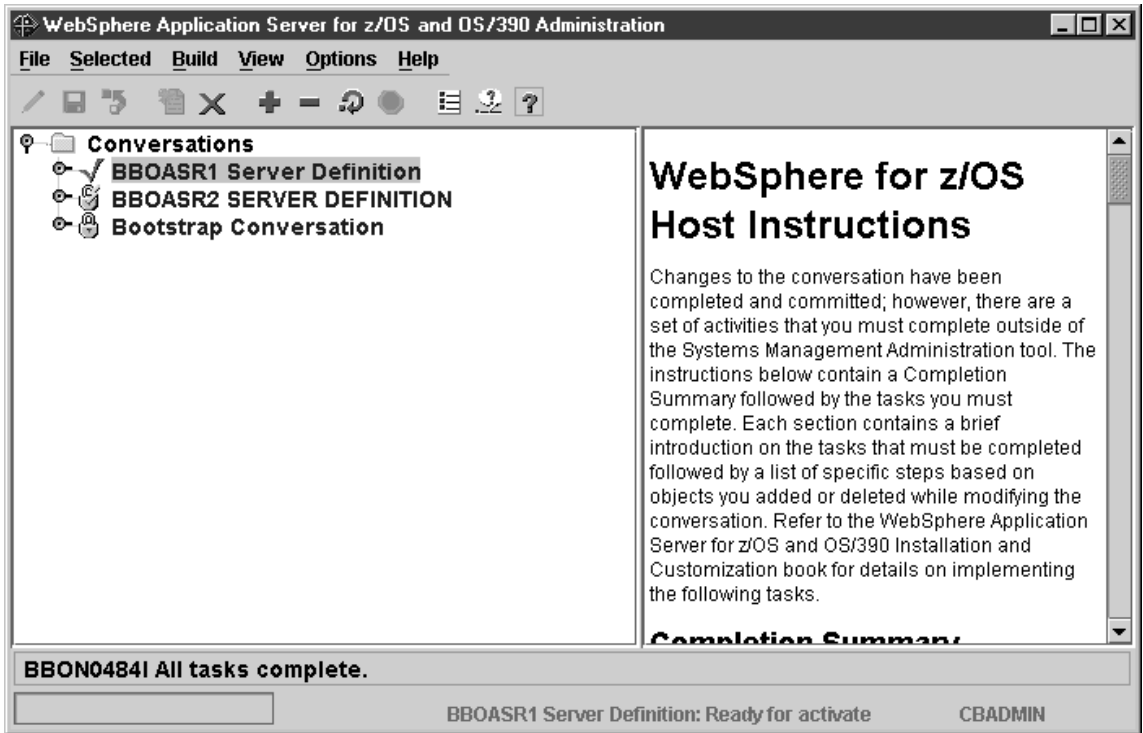 WebSphere Application Server for z/OS and OS/390 Administration
File Selected Build View Options Help
Conversations
BBOASR1 Server Definition
BBOASR2 SERVER DEFINITION
Bootstrap Conversation
WebSphere for z/OS
Host Instructions
Changes to the conversation have been
completed and committed; however, there are a
set of activities that you must complete outside of
the Systems Management Administration tool. The
instructions below contain a Completion
Summary followed by the tasks you must
complete. Each section contains a brief
introduction on the tasks that must be completed
followed by a list of specific steps based on
objects you added or deleted while modifying the
conversation. Refer to the WebSphere Application
Server for z/OS and OS/390 Installation and
Customization book for details on implementing
the following tasks.
Completion Summary
BBON0484I All tasks complete.
BBOASR1 Server Definition: Ready for activate CBADMIN